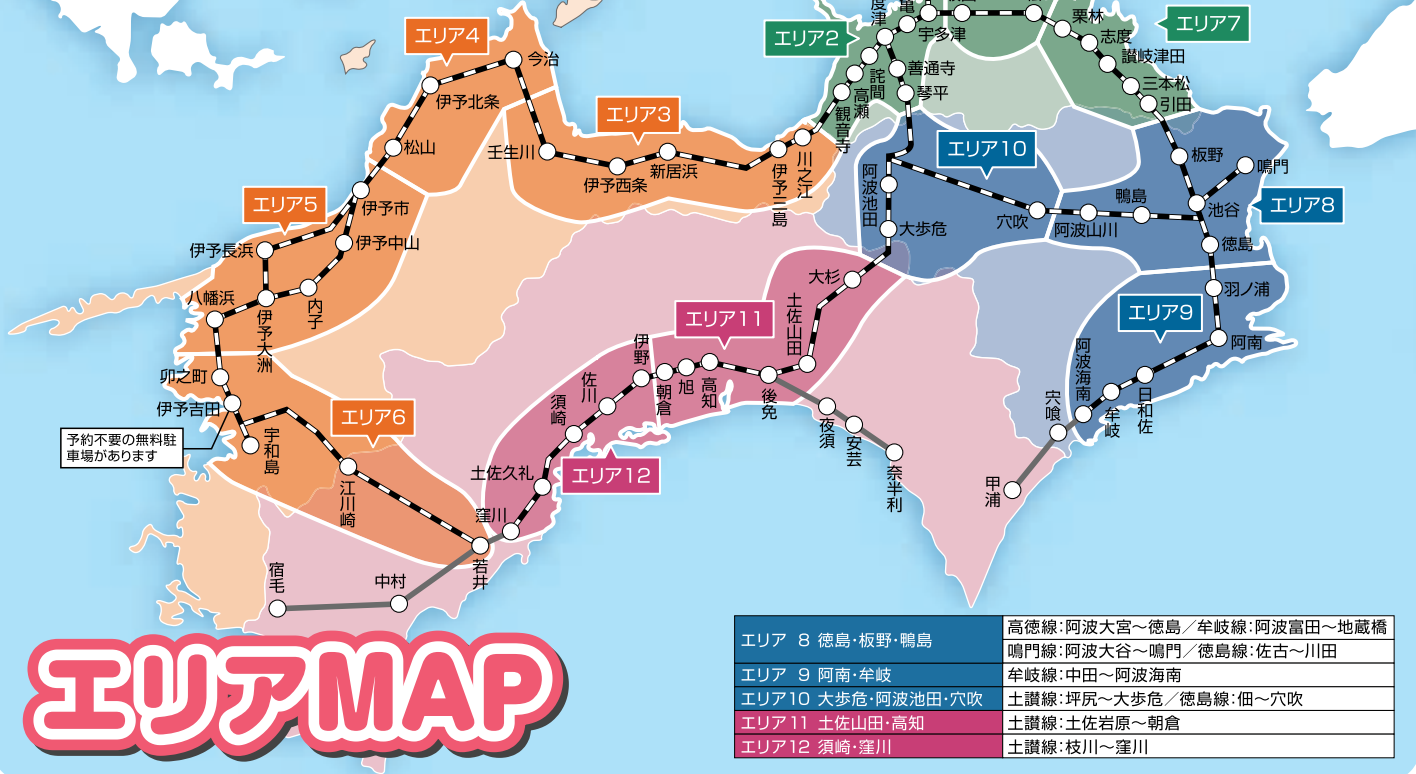 エリア4
今治
伊予北条
松山
エリア3
壬生川
伊予西条
新居浜
伊予三島
川之江
エリア5
伊予市
伊予長浜
伊予中山
八幡浜
伊予大洲
内子
卯之町
伊予吉田
予約不要の無料駐
車場があります
宇和島
エリア6
江川崎
若井
宿毛
中村
エリア2
度津
宇多津
善通寺
詫間
高瀬
琴平
観音寺
エリア7
栗林
志度
讃岐津田
三本松
引田
エリア10
阿波池田
大歩危
穴吹
阿波山川
鴨島
板野
鳴門
池谷
エリア8
徳島
羽ノ浦
エリア9
阿南
阿波海南
日和佐
牟岐
宍喰
甲浦
大杉
土佐山田
エリア11
伊野
朝倉
旭
高知
後免
夜須
安芸
奈半利
佐川
須崎
土佐久礼
エリア12
窪川
エリア 8 徳島・板野・鴨島
高徳線:阿波大宮~徳島/牟岐線:阿波富田~地蔵橋
鳴門線:阿波大谷~鳴門/徳島線:佐古~川田
エリア 9 阿南・牟岐
牟岐線:中田~阿波海南
エリア10 大歩危・阿波池田・穴吹
土讃線:坪尻~大歩危/徳島線:佃~穴吹
エリア11 土佐山田・高知
土讃線:土佐岩原~朝倉
エリア12 須崎・窪川
土讃線:枝川~窪川
エリアMAP